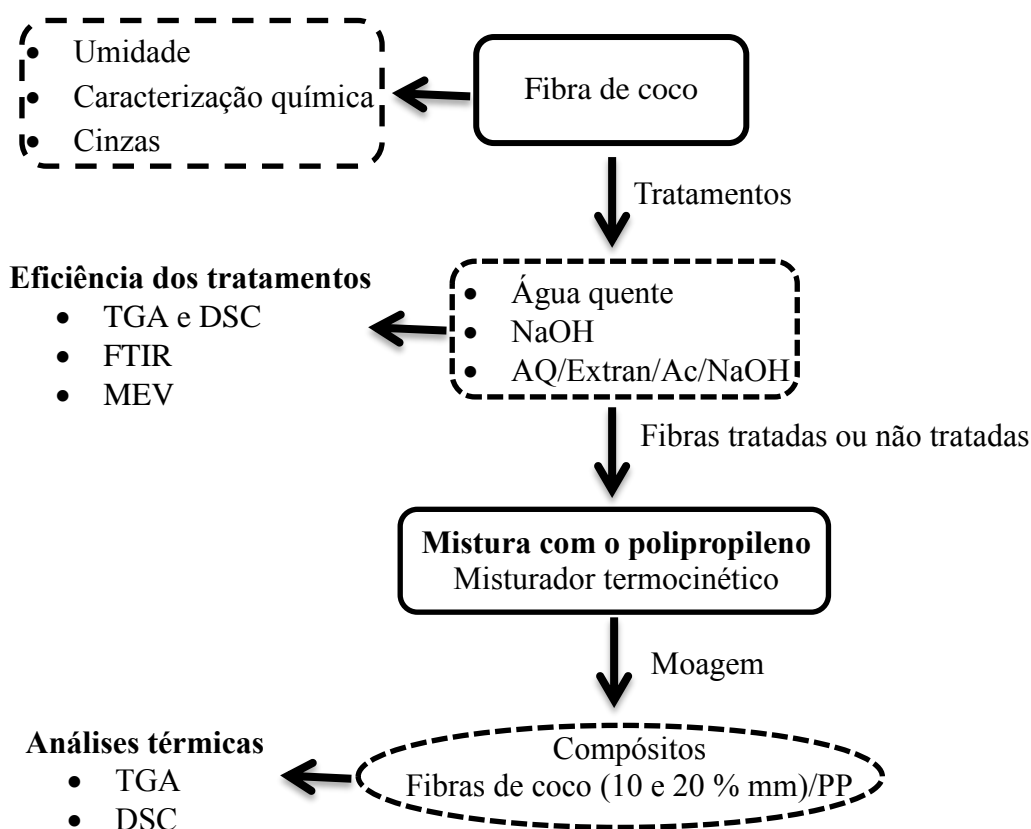 • Umidade
• Caracterização química
• Cinzas
Fibra de coco
Tratamentos
Eficiência dos tratamentos
• TGA e DSC
• FTIR
• MEV
• Água quente
• NaOH
• AQ/Extran/Ac/NaOH
Fibras tratadas ou não tratadas
Mistura com o polipropileno
Misturador termocinético
Moagem
Análises térmicas
• TGA
• DSC
Compósitos
Fibras de coco (10 e 20 % mm)/PP